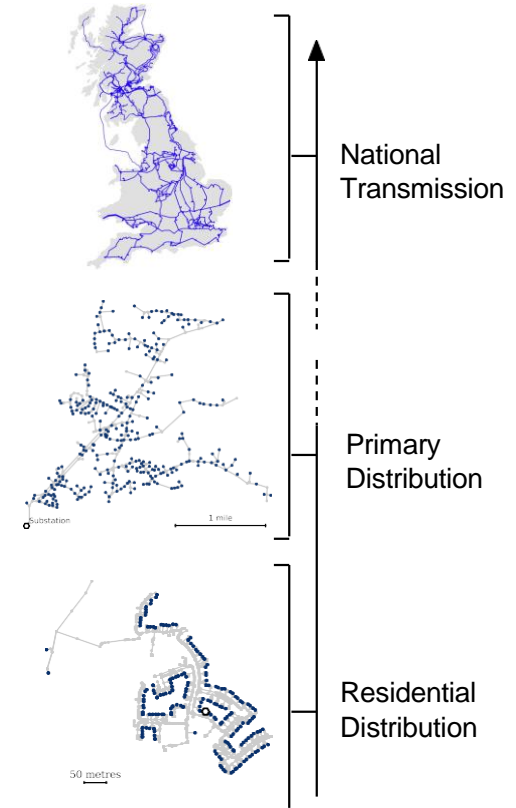 National
Transmission
Substation
1 mile
Primary
Distribution
50 metres
Residential
Distribution